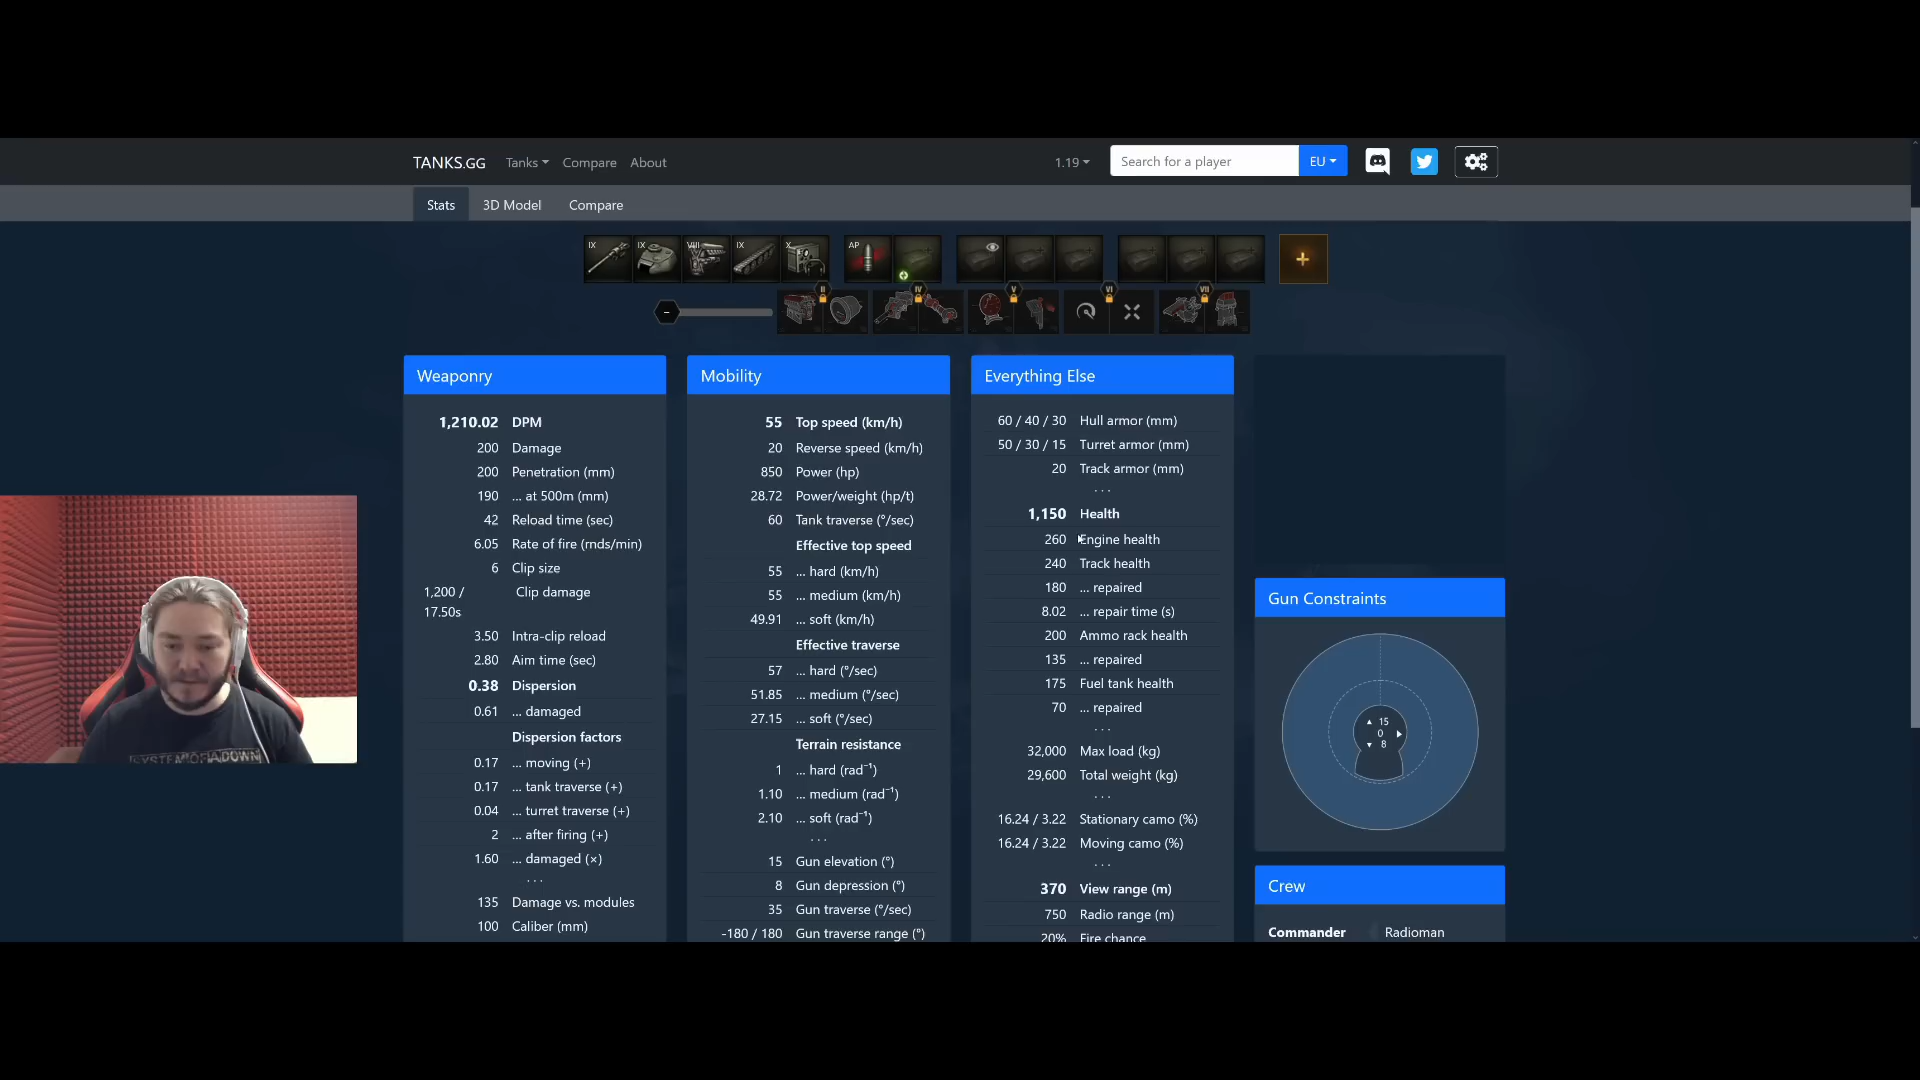 TANKS.GG Tanks Compare About 1.19 Search for a player EU
Stats 3D Model Compare
IX IX VIII IX X AP
II IV V VI VII
Weaponry
1,210.02 DPM
200 Damage
200 Penetration (mm)
190 ... at 500m (mm)
42 Reload time (sec)
6.05 Rate of fire (rnds/min)
6 Clip size
1,200 / 17.50s Clip damage
3.50 Intra-clip reload
2.80 Aim time (sec)
0.38 Dispersion
0.61 ... damaged
Dispersion factors
0.17 ... moving (+)
0.17 ... tank traverse (+)
0.04 ... turret traverse (+)
2 ... after firing (+)
1.60 ... damaged (×)
...
135 Damage vs. modules
100 Caliber (mm)
Mobility
55 Top speed (km/h)
20 Reverse speed (km/h)
850 Power (hp)
28.72 Power/weight (hp/t)
60 Tank traverse (°/sec)
Effective top speed
55 ... hard (km/h)
55 ... medium (km/h)
49.91 ... soft (km/h)
Effective traverse
57 ... hard (°/sec)
51.85 ... medium (°/sec)
27.15 ... soft (°/sec)
Terrain resistance
1 ... hard (rad⁻¹)
1.10 ... medium (rad⁻¹)
2.10 ... soft (rad⁻¹)
...
15 Gun elevation (°)
8 Gun depression (°)
35 Gun traverse (°/sec)
-180 / 180 Gun traverse range (°)
Everything Else
60 / 40 / 30 Hull armor (mm)
50 / 30 / 15 Turret armor (mm)
20 Track armor (mm)
...
1,150 Health
260 Engine health
240 Track health
180 ... repaired
8.02 ... repair time (s)
200 Ammo rack health
135 ... repaired
175 Fuel tank health
70 ... repaired
...
32,000 Max load (kg)
29,600 Total weight (kg)
...
16.24 / 3.22 Stationary camo (%)
16.24 / 3.22 Moving camo (%)
...
370 View range (m)
750 Radio range (m)
20% Fire chance
Gun Constraints
15
0
8
Crew
Commander Radioman
SYSTEM OF A DOWN